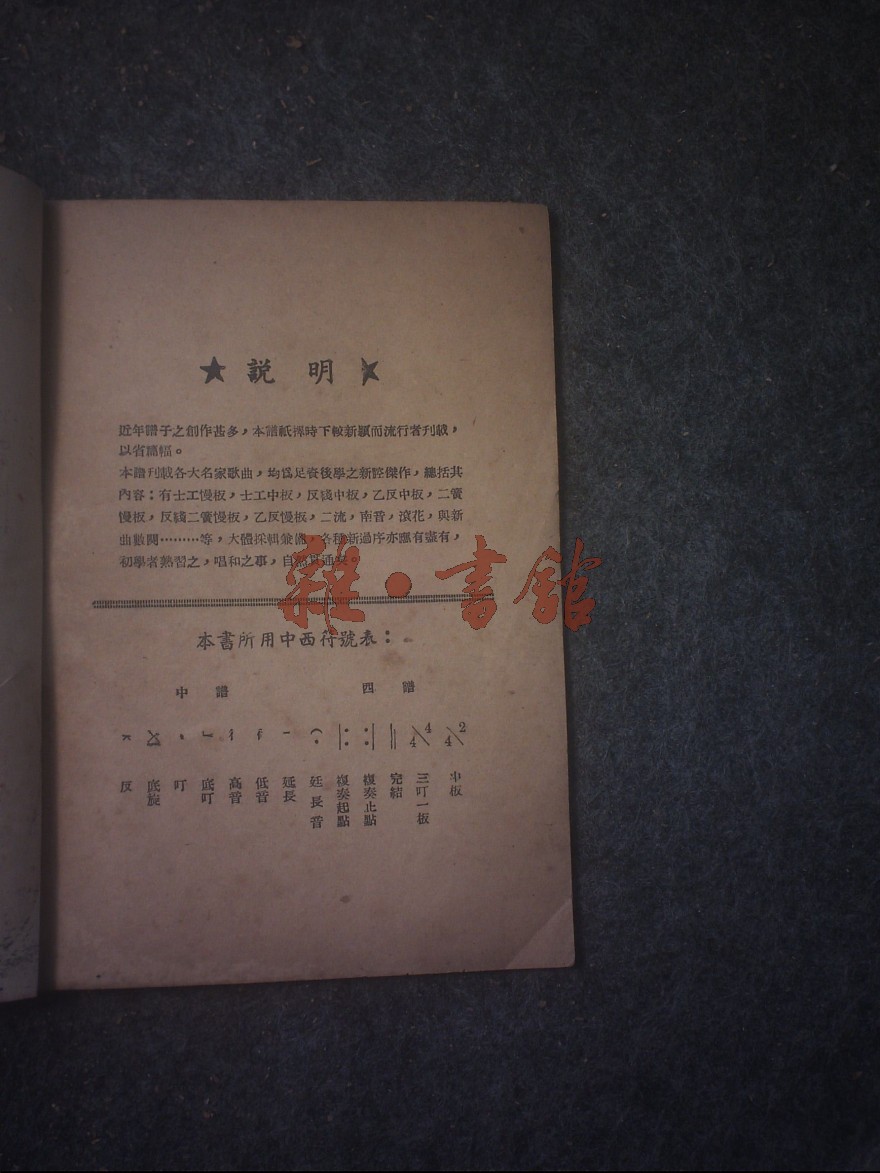 ★說明★
近年譜子之創作甚多,本譜紙擇時下較新穎而流行者刊載,
以省篇幅。
本譜刊載各大名家歌曲,均爲足資後學之新腔傑作,總括其
內容:有士工慢板,士工中板,反綫中板,乙反中板,二簧
慢板,反綫二簧慢板,乙反慢板,二流,南音,滾花,與新
曲數闋………等,大體採輯兼備,各種新過序亦應有盡有,
初學者熟習之,唱和之事,自然貫通矣。
雜·書館
本書所用中西符號表:
中譜 西譜
反 底旋 叮 底叮 高音 低音 延長 延長音 複奏起點 複奏止點 完結 三叮一板 中板
4/4 2/4